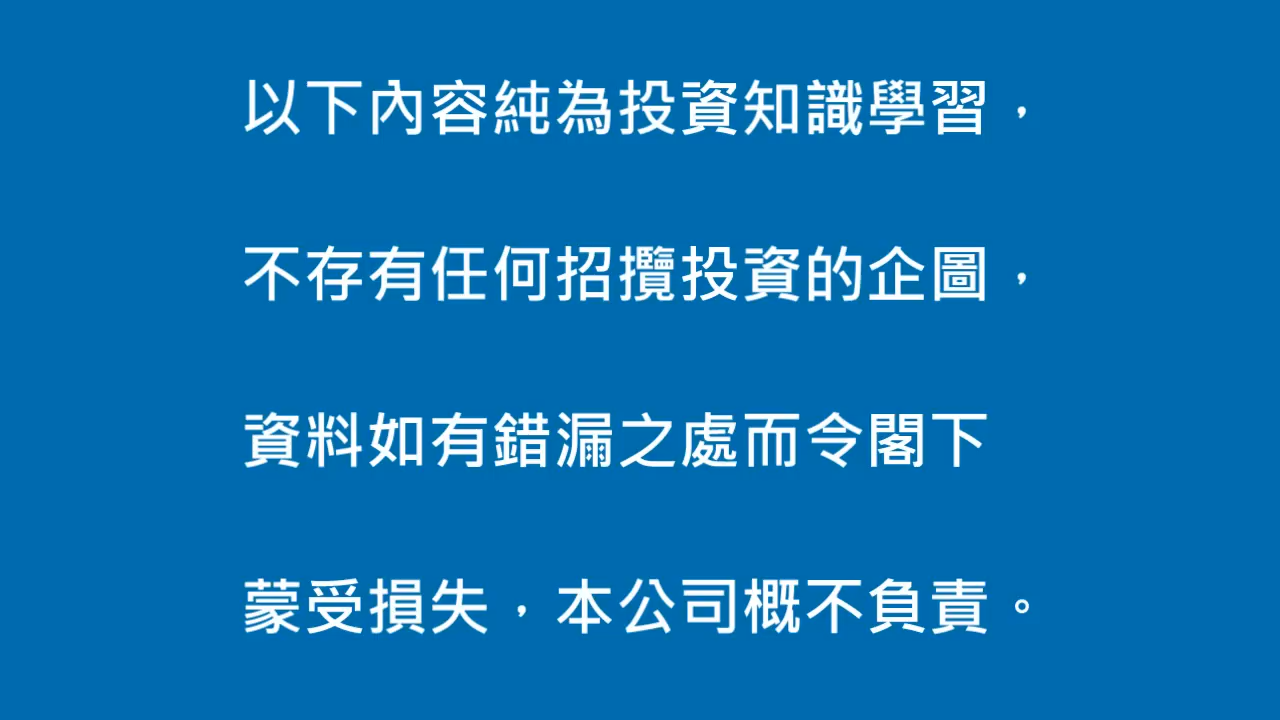 以下內容純為投資知識學習，
不存有任何招攬投資的企圖，
資料如有錯漏之處而令閣下
蒙受損失，本公司概不負責。